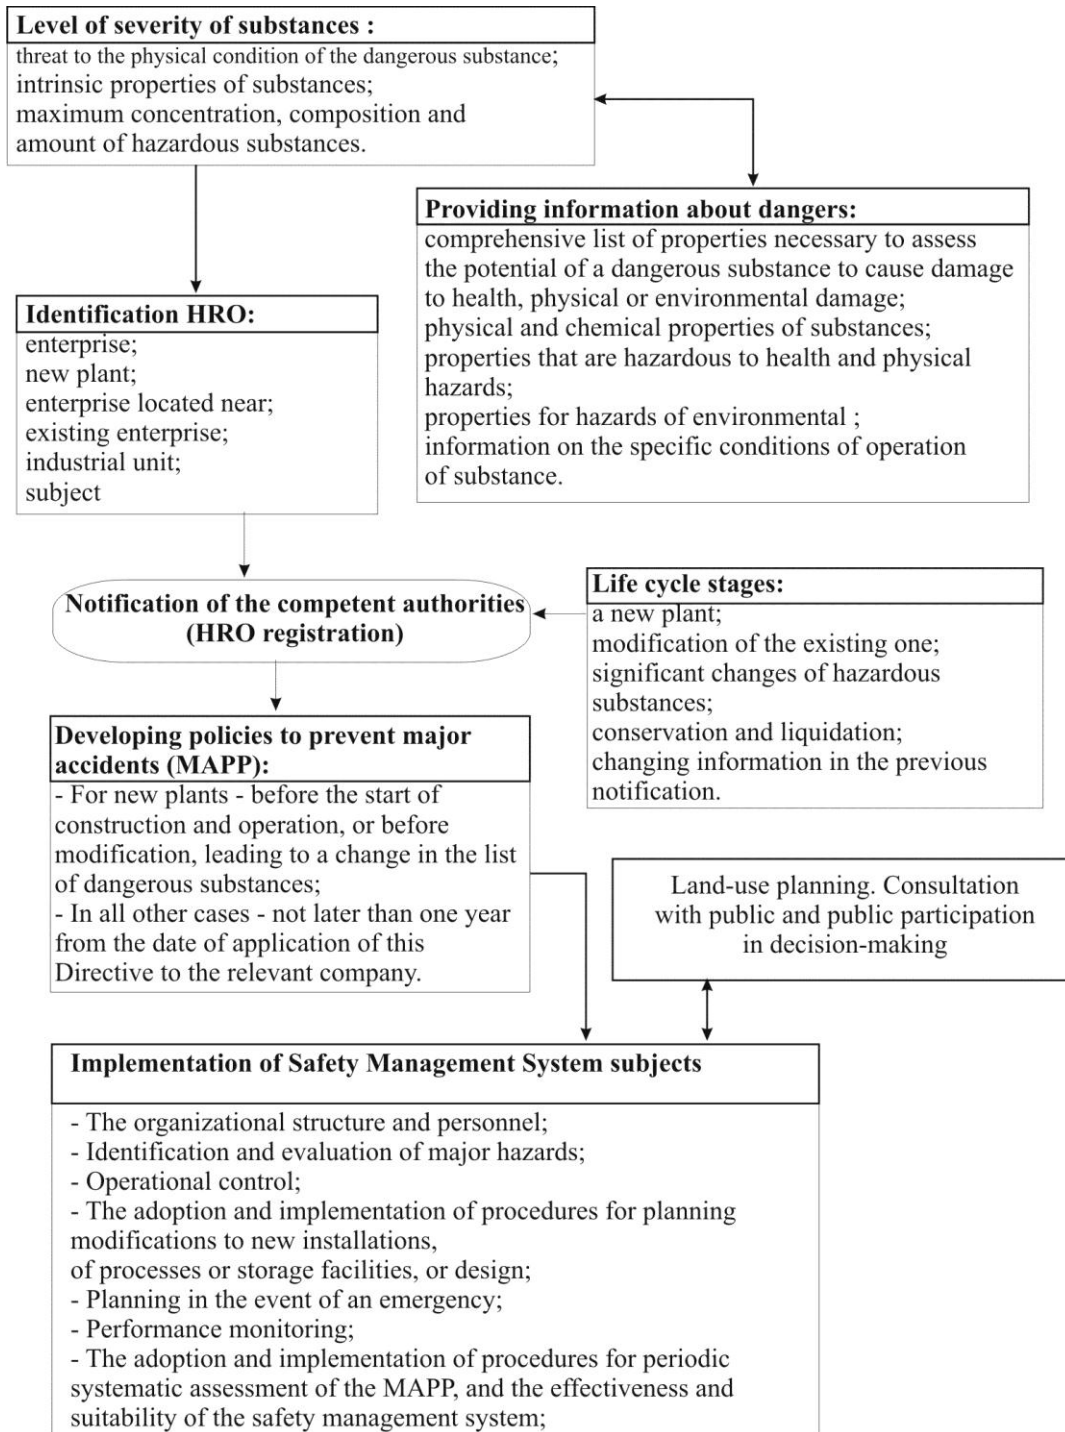 Level of severity of substances :
threat to the physical condition of the dangerous substance;
intrinsic properties of substances;
maximum concentration, composition and
amount of hazardous substances.
Providing information about dangers:
comprehensive list of properties necessary to assess
the potential of a dangerous substance to cause damage
to health, physical or environmental damage;
physical and chemical properties of substances;
properties that are hazardous to health and physical
hazards;
properties for hazards of environmental ;
information on the specific conditions of operation
of substance.
Identification HRO:
enterprise;
new plant;
enterprise located near;
existing enterprise;
industrial unit;
subject
Notification of the competent authorities
(HRO registration)
Life cycle stages:
a new plant;
modification of the existing one;
significant changes of hazardous
substances;
conservation and liquidation;
changing information in the previous
notification.
Developing policies to prevent major
accidents (MAPP):
- For new plants - before the start of
construction and operation, or before
modification, leading to a change in the list
of dangerous substances;
- In all other cases - not later than one year
from the date of application of this
Directive to the relevant company.
Land-use planning. Consultation
with public and public participation
in decision-making
Implementation of Safety Management System subjects
- The organizational structure and personnel;
- Identification and evaluation of major hazards;
- Operational control;
- The adoption and implementation of procedures for planning
modifications to new installations,
of processes or storage facilities, or design;
- Planning in the event of an emergency;
- Performance monitoring;
- The adoption and implementation of procedures for periodic
systematic assessment of the MAPP, and the effectiveness and
suitability of the safety management system;